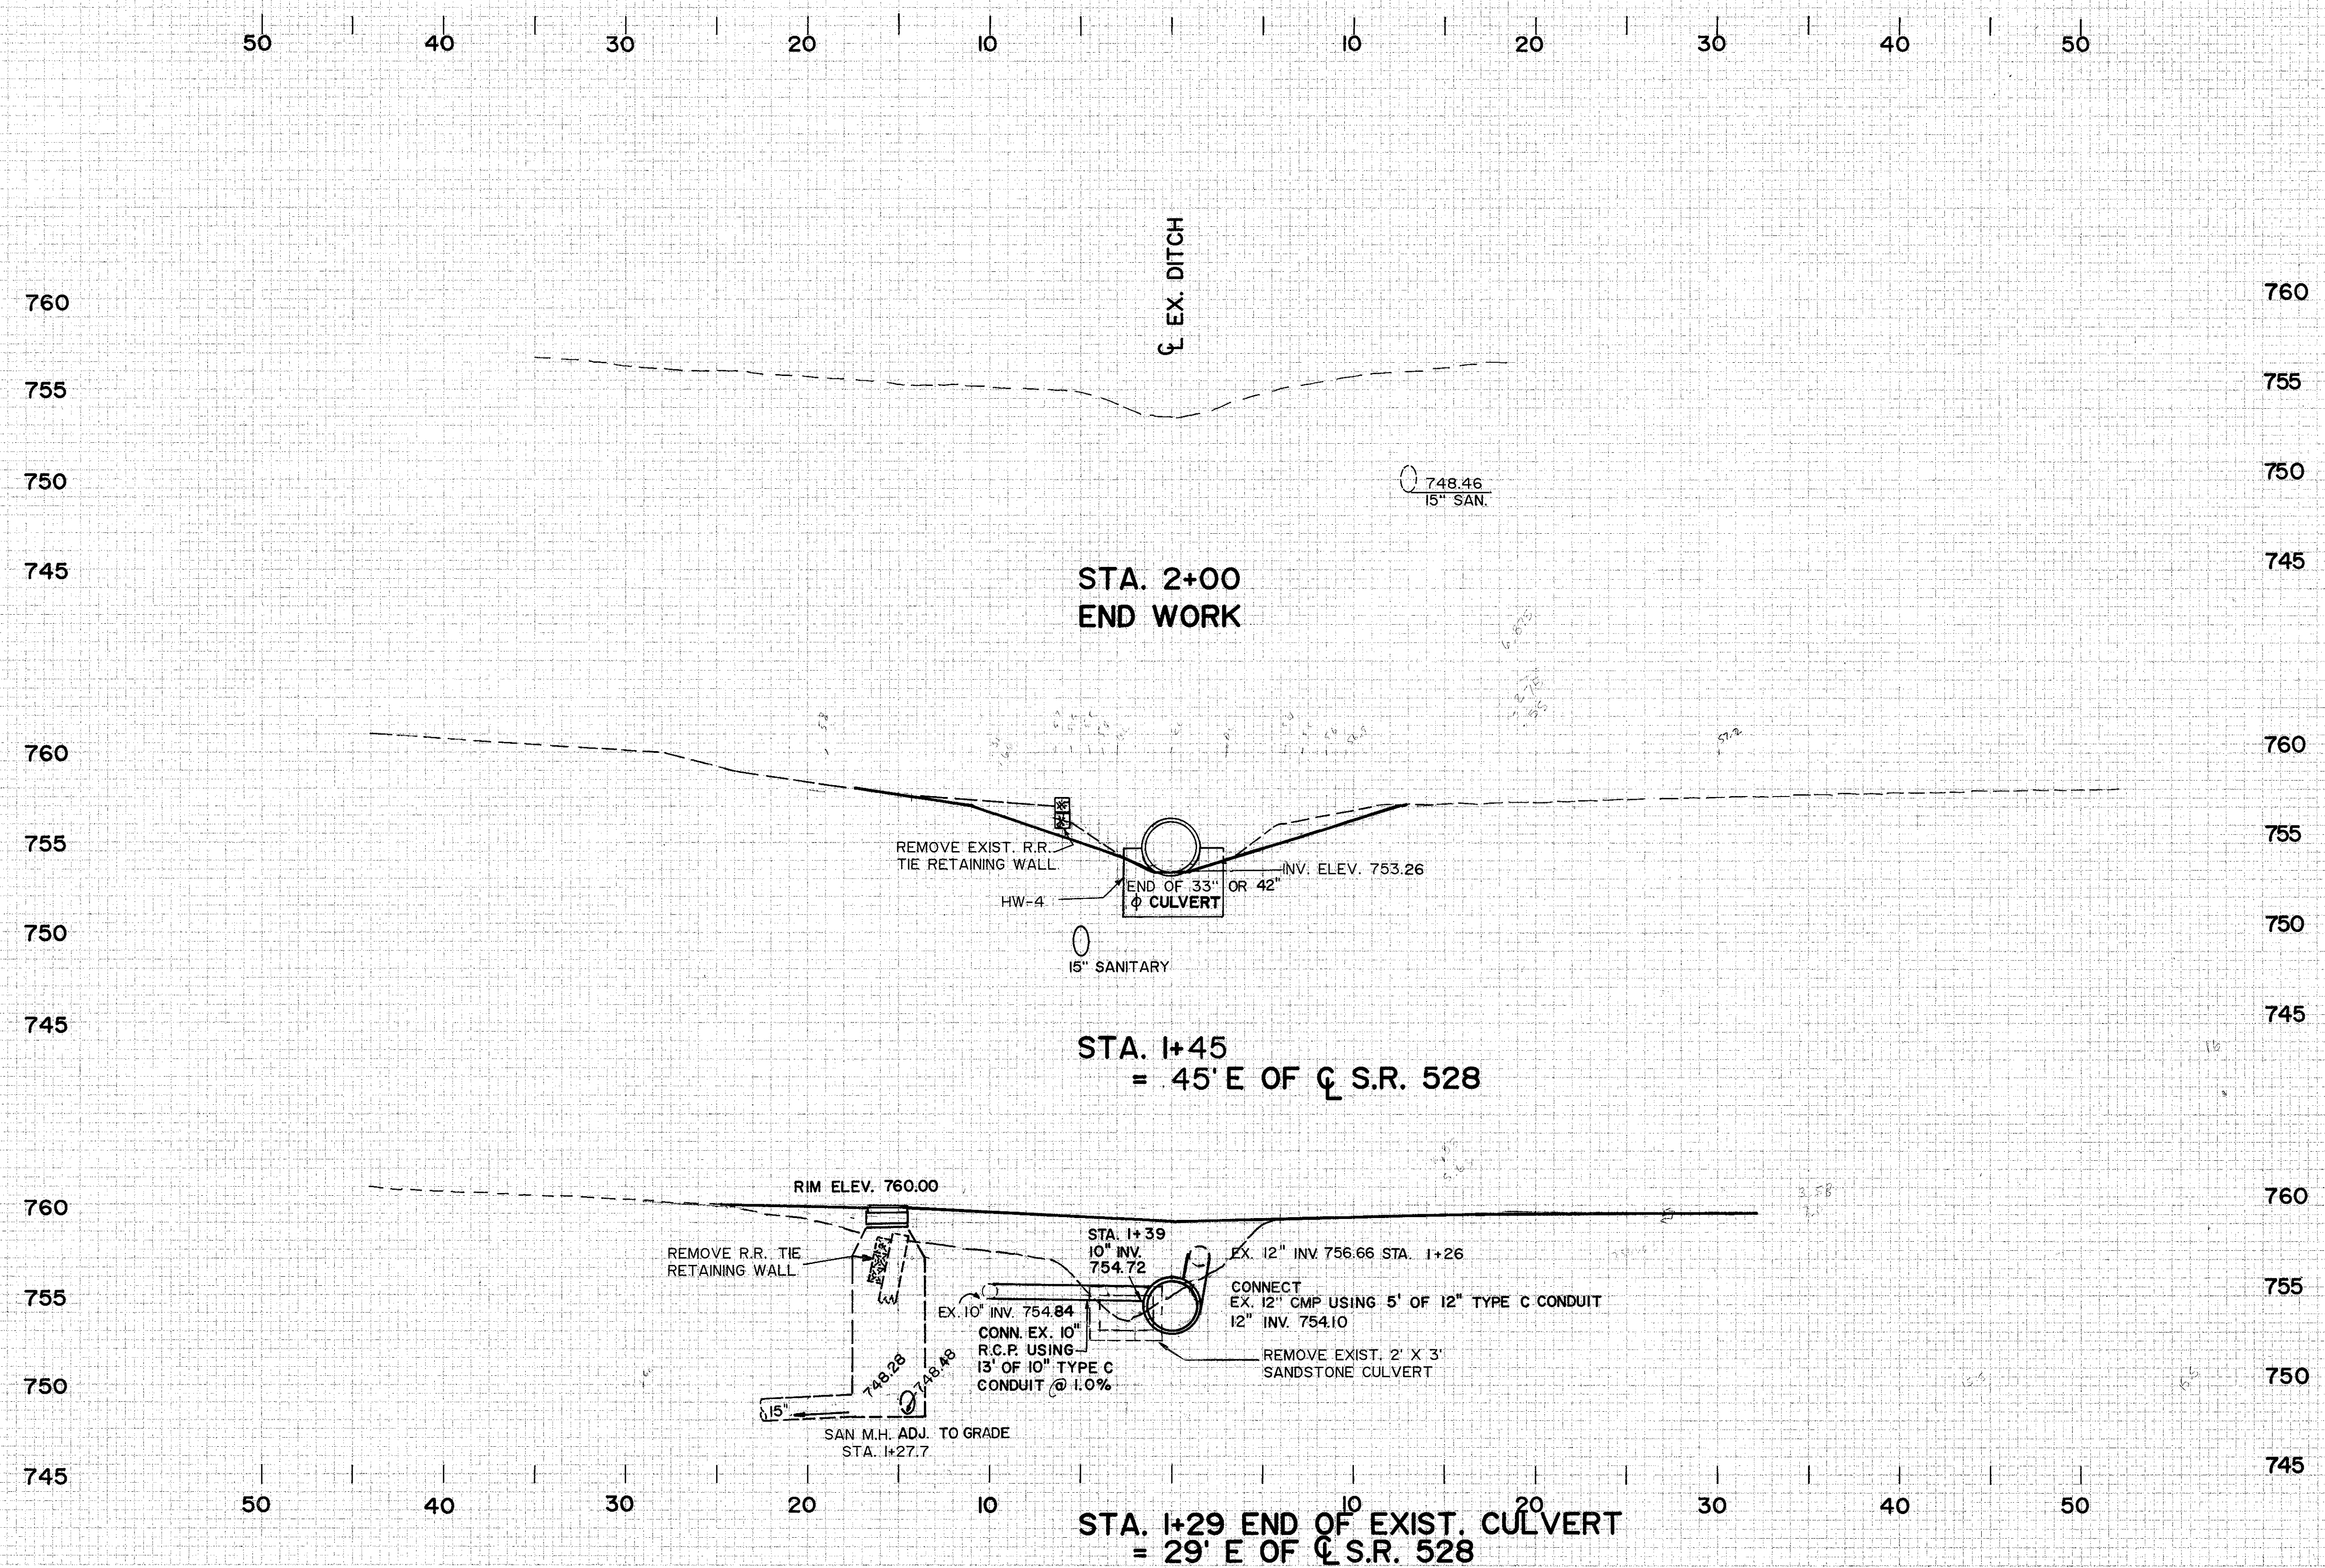 50 40 30 20 10 10 20 30 40 50
℄ EX. DITCH
760 760
755 755
750 750
748.46
15" SAN.
745 745
STA. 2+00
END WORK
57.2
760 760
755 755
REMOVE EXIST. R.R.
TIE RETAINING WALL
INV. ELEV. 753.26
END OF 33" OR 42"
ϕ CULVERT
HW-4
750 750
15" SANITARY
745 745
STA. 1+45
= 45' E OF ℄ S.R. 528
RIM ELEV. 760.00
760 760
STA. 1+39
10" INV.
754.72
REMOVE R.R. TIE
RETAINING WALL
EX. 12" INV. 756.66 STA. 1+26
755 755
CONNECT
EX. 12" CMP USING 5' OF 12" TYPE C CONDUIT
12" INV. 754.10
EX. 10" INV. 754.84
CONN. EX. 10"
R.C.P. USING
13' OF 10" TYPE C
CONDUIT @ 1.0%
REMOVE EXIST. 2' X 3'
SANDSTONE CULVERT
748.28
748.48
750 750
15"
SAN M.H. ADJ. TO GRADE
STA. 1+27.7
745 745
50 40 30 20 10 10 20 30 40 50
STA. 1+29 END OF EXIST. CULVERT
= 29' E OF ℄ S.R. 528